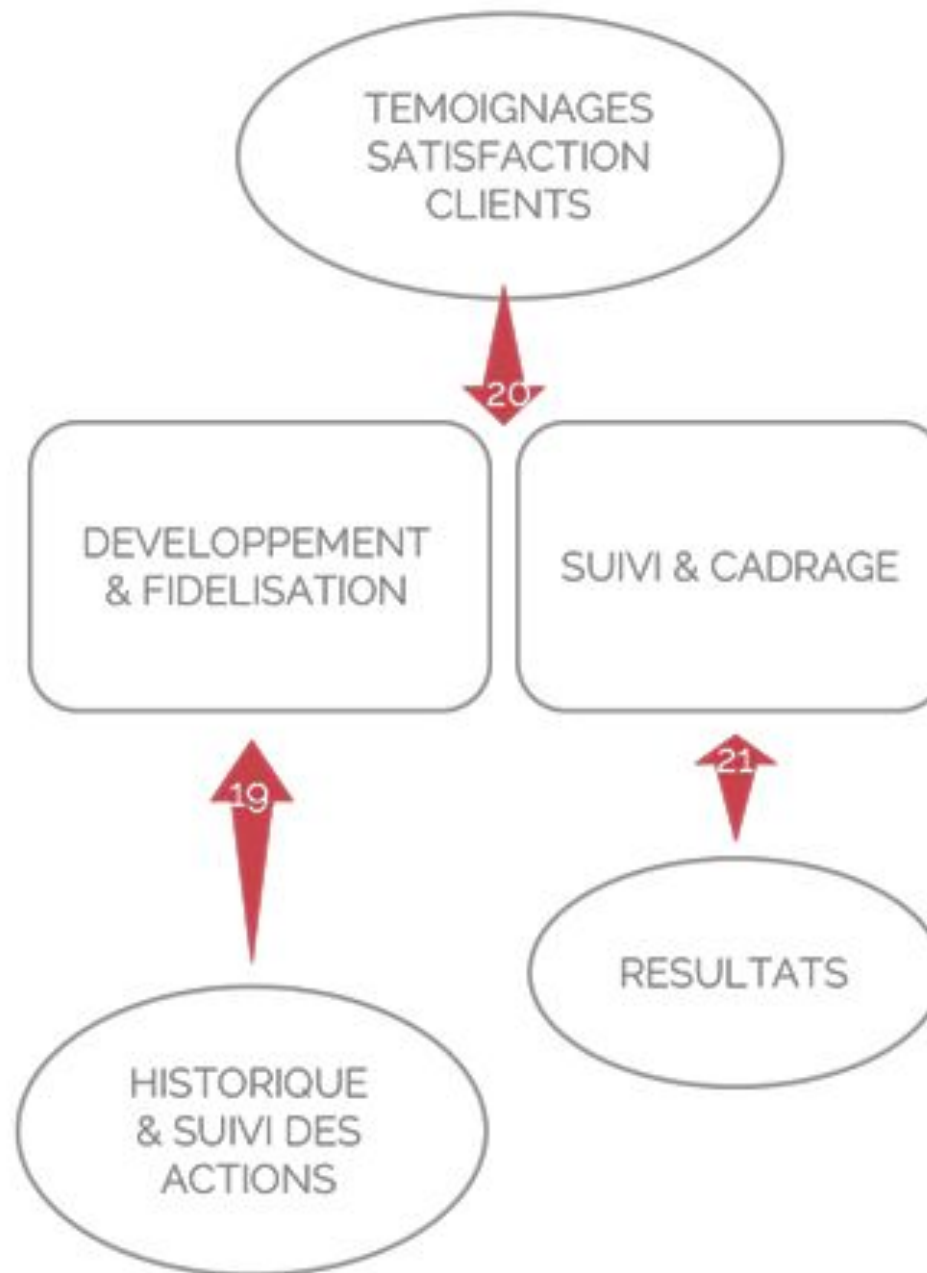 TEMOIGNAGES
SATISFACTION
CLIENTS
20
DEVELOPPEMENT
& FIDELISATION
SUIVI & CADRAGE
19
21
RESULTATS
HISTORIQUE
& SUIVI DES
ACTIONS